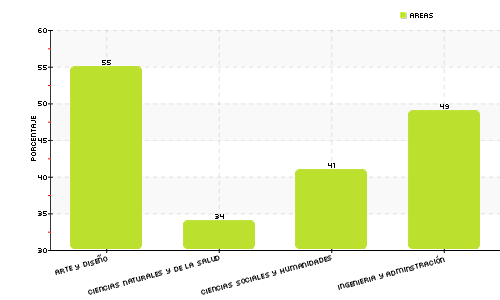 AREAS
PORCENTAJE
60
55
50
45
40
35
30
55
34
41
49
ARTE Y DISEÑO
CIENCIAS NATURALES Y DE LA SALUD
CIENCIAS SOCIALES Y HUMANIDADES
INGENIERIA Y ADMINSTRACIÓN